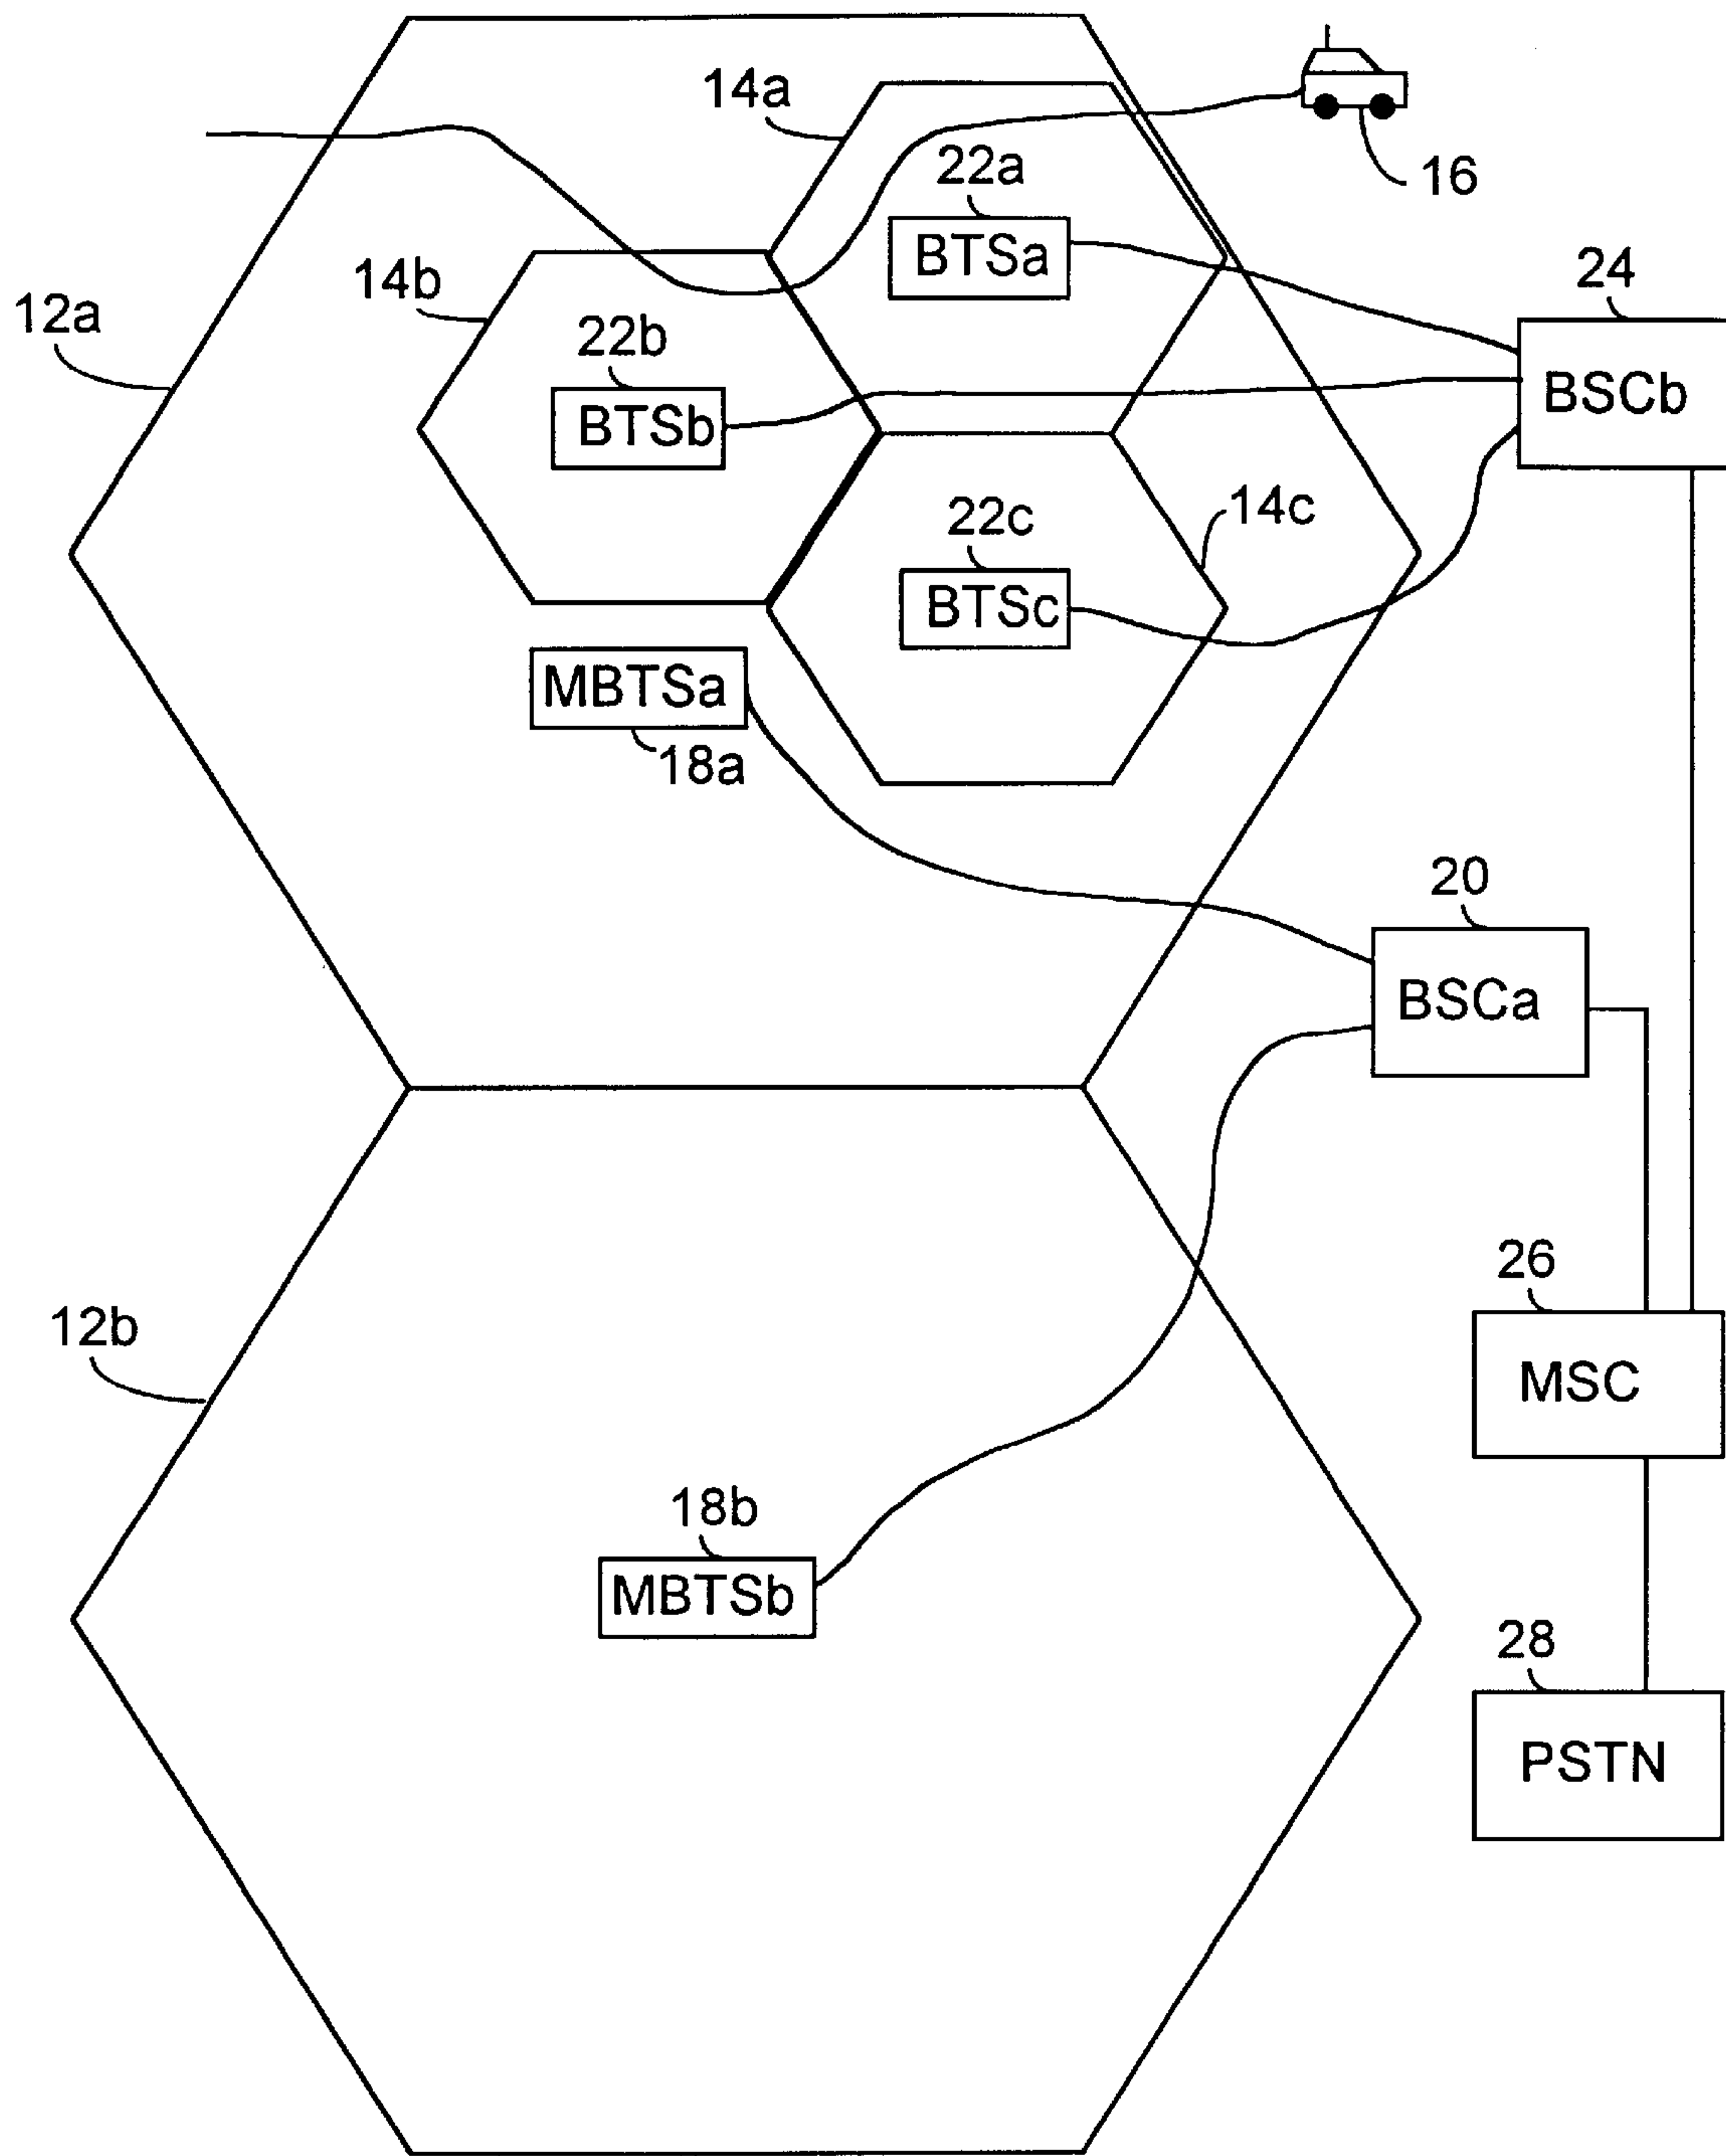 14a
16
22a
BTSa
14b
24
12a
22b
BSCb
BTSb
22c
14c
BTSc
MBTSa
18a
20
BSCa
26
12b
MSC
18b
MBTSb
28
PSTN